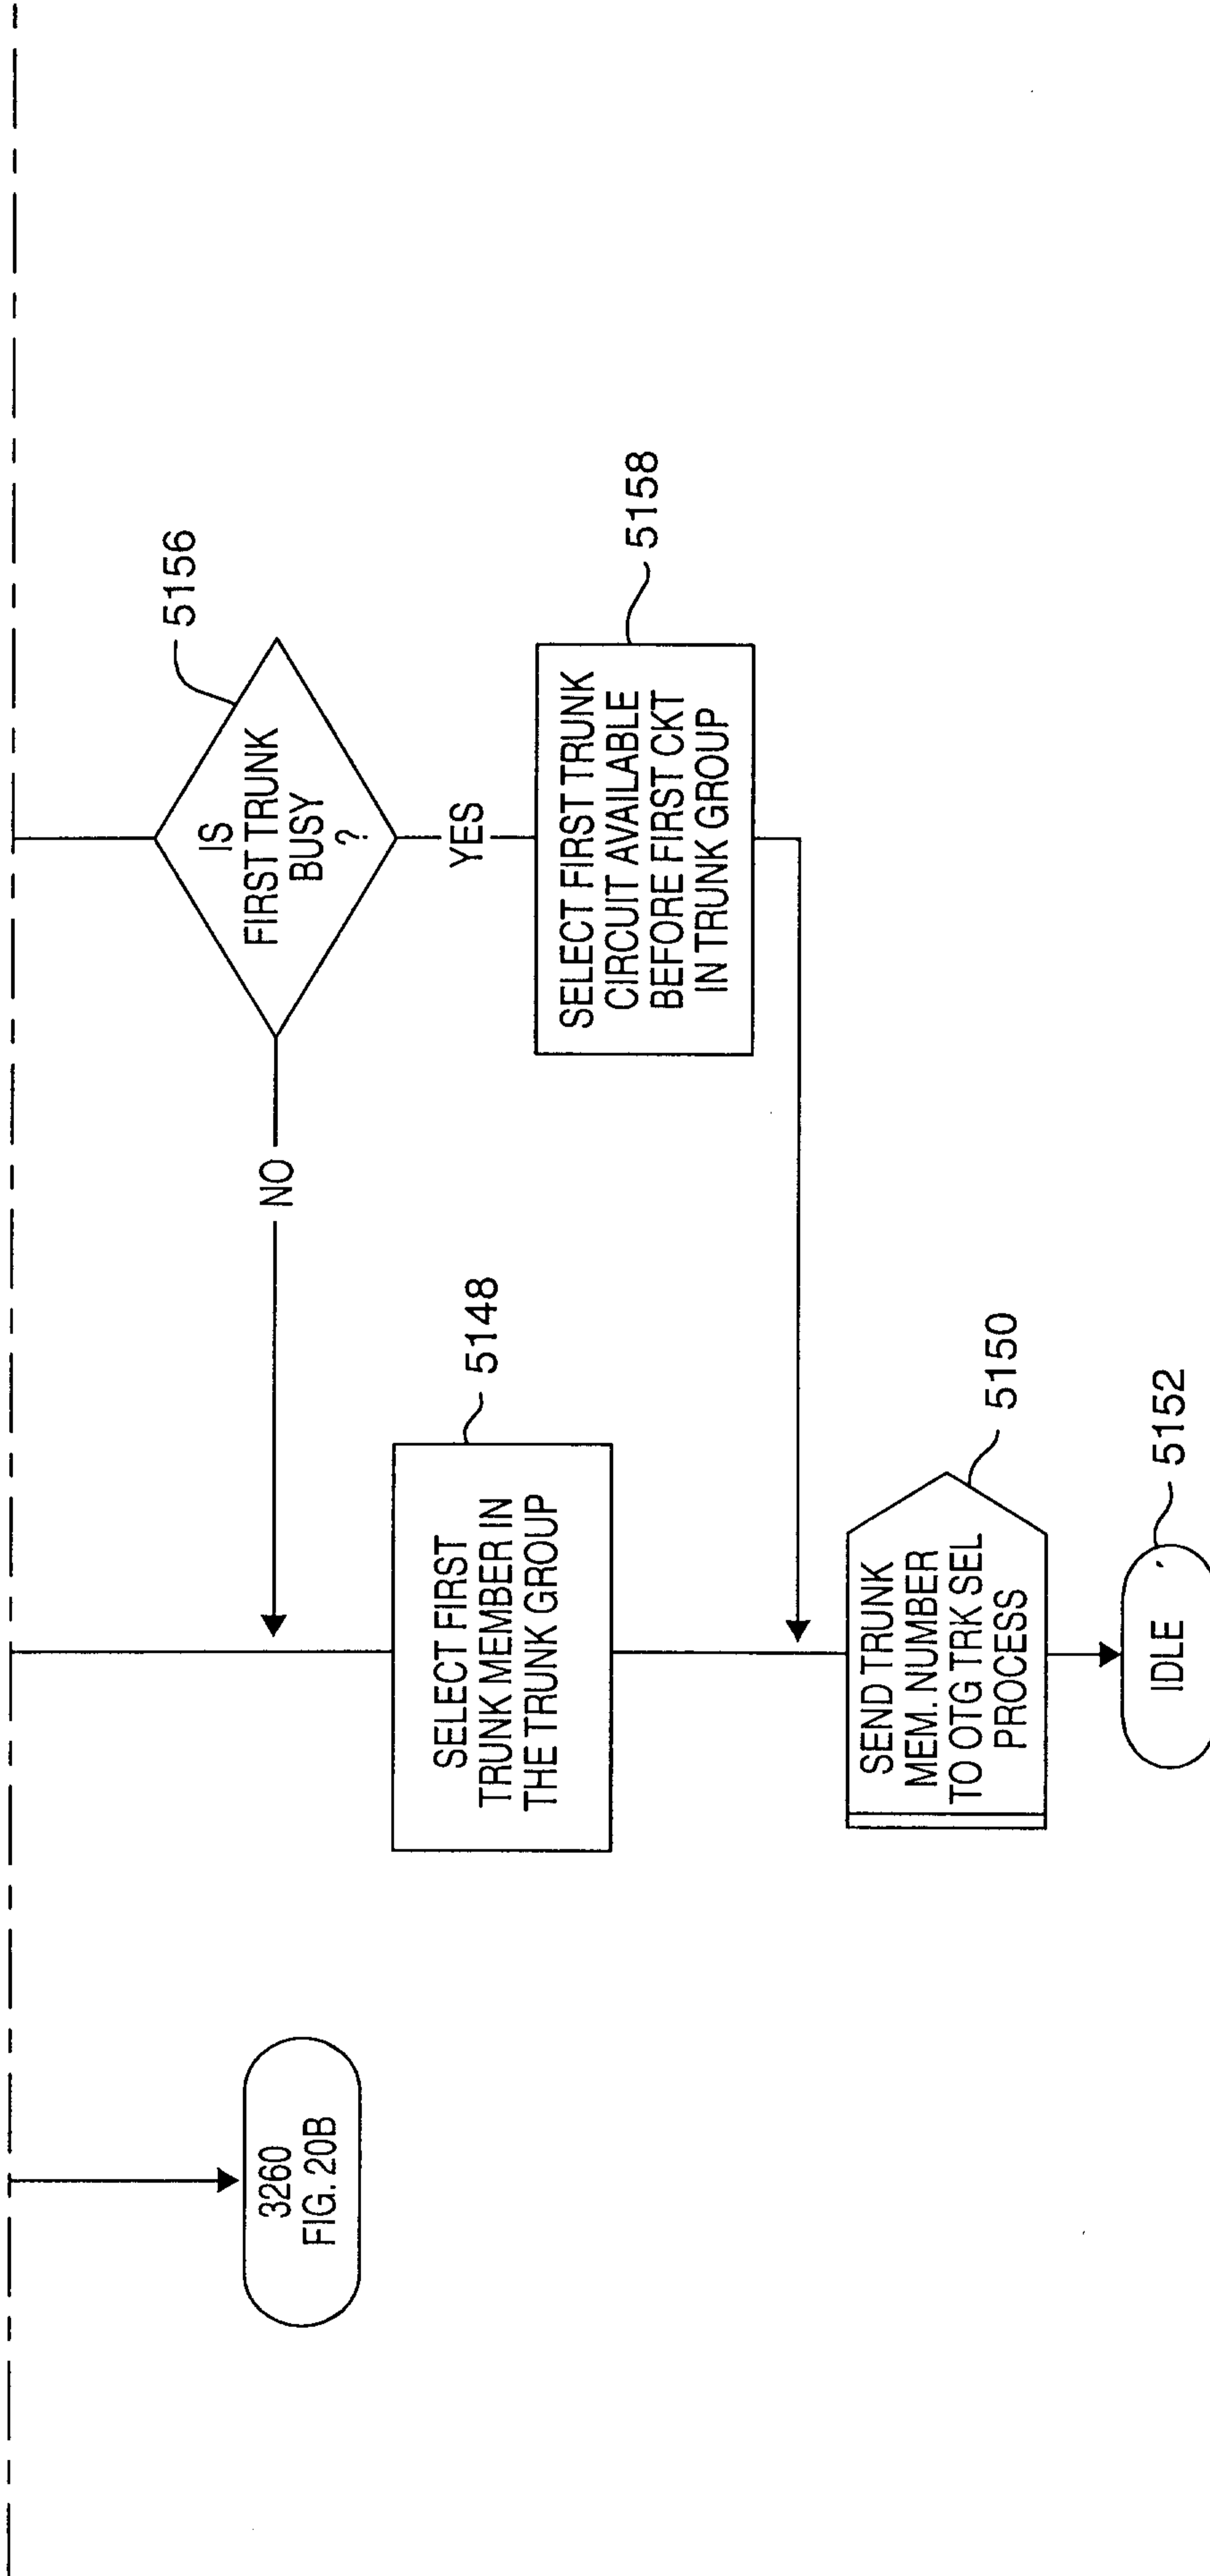 3260
FIG. 20B
SELECT FIRST
TRUNK MEMBER IN
THE TRUNK GROUP
5148
SEND TRUNK
MEM. NUMBER
TO OTG TRK SEL
PROCESS
5150
IDLE
5152
NO
IS
FIRST TRUNK
BUSY
?
5156
YES
SELECT FIRST TRUNK
CIRCUIT AVAILABLE
BEFORE FIRST CKT
IN TRUNK GROUP
5158